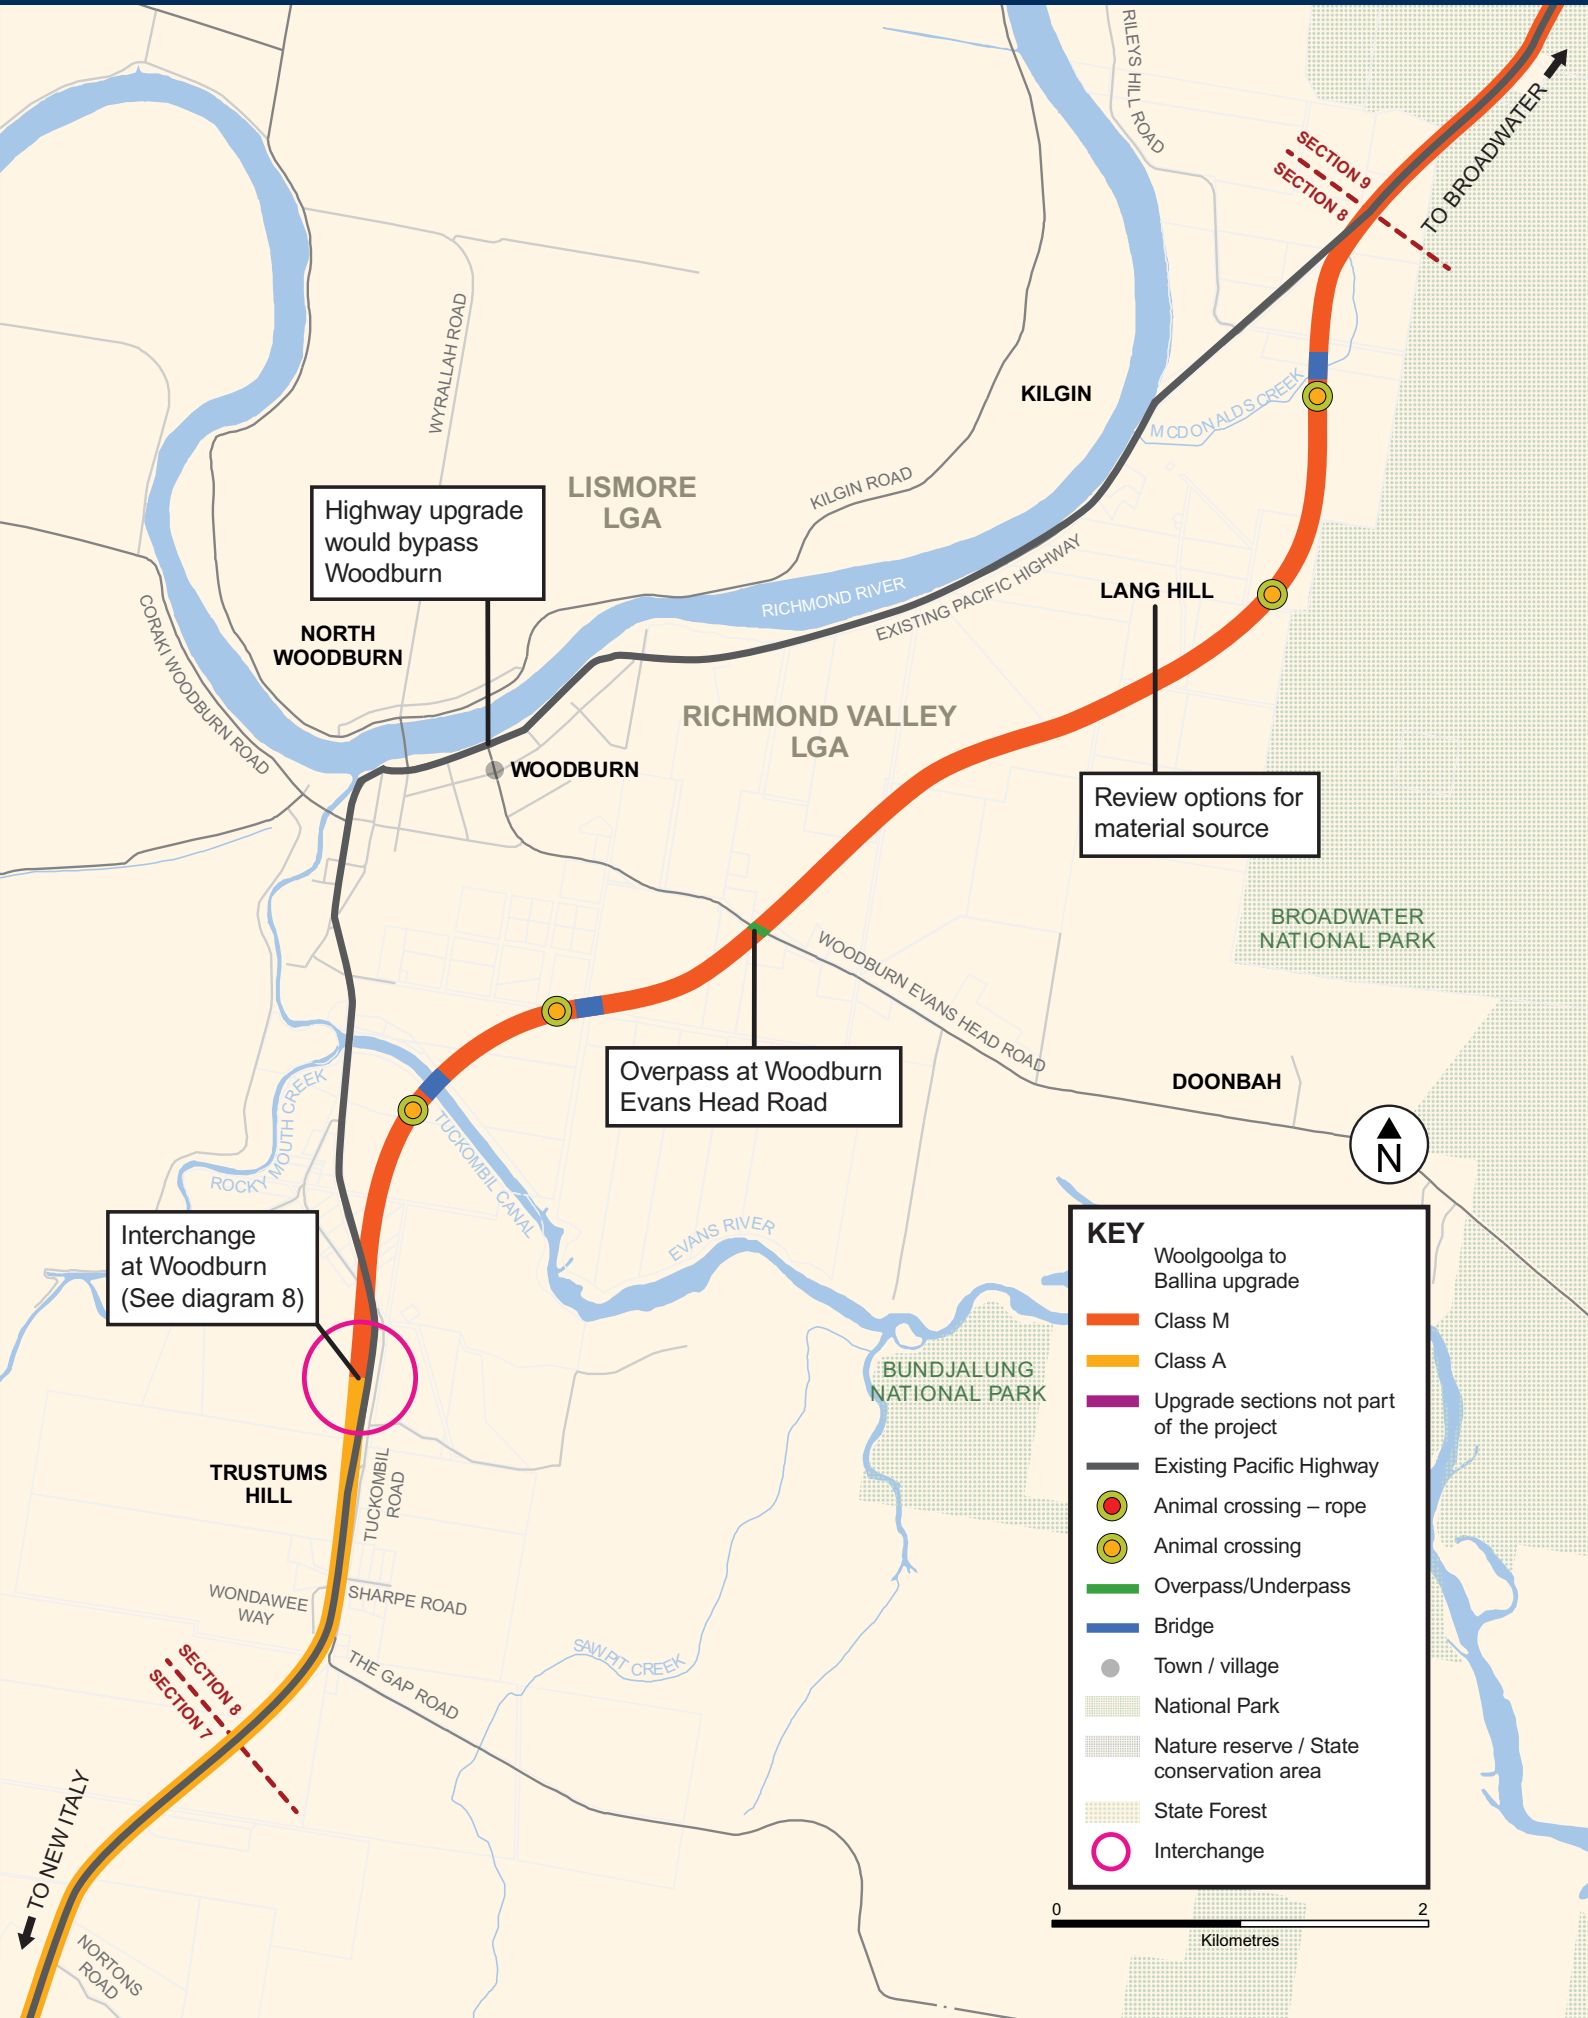 RILEYS HILL ROAD
TO BROADWATER
SECTION 9
SECTION 8
WYRALLAH ROAD
KILGIN
MCDONALDS CREEK
LISMORE
LGA
KILGIN ROAD
Highway upgrade
would bypass
Woodburn
RICHMOND RIVER
EXISTING PACIFIC HIGHWAY
LANG HILL
CORAKI WOODBURN ROAD
NORTH
WOODBURN
RICHMOND VALLEY
LGA
WOODBURN
Review options for
material source
BROADWATER
NATIONAL PARK
WOODBURN EVANS HEAD ROAD
Overpass at Woodburn
Evans Head Road
DOONBAH
N
ROCKY MOUTH CREEK
TUCKOMBIL CANAL
EVANS RIVER
Interchange
at Woodburn
(See diagram 8)
BUNDJALUNG
NATIONAL PARK
TRUSTUMS
HILL
TUCKOMBIL
ROAD
WONDAWEE
WAY
SHARPE ROAD
SAWPIT CREEK
THE GAP ROAD
SECTION 8
SECTION 7
TO NEW ITALY
NORTONS
ROAD
KEY
Woolgoolga to
Ballina upgrade
Class M
Class A
Upgrade sections not part
of the project
Existing Pacific Highway
Animal crossing – rope
Animal crossing
Overpass/Underpass
Bridge
Town / village
National Park
Nature reserve / State
conservation area
State Forest
Interchange
0 2
Kilometres